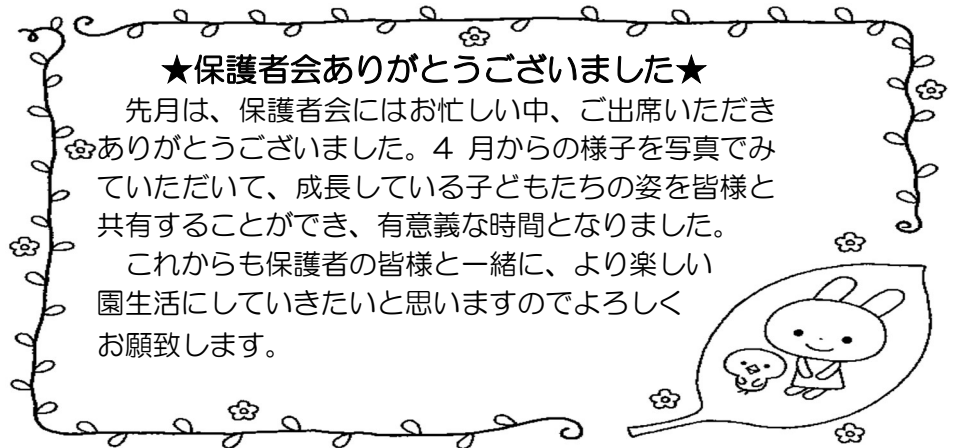 ★保護者会ありがとうございました★
先月は、保護者会にはお忙しい中、ご出席いただき
ありがとうございました。4 月からの様子を写真でみ
ていただいて、成長している子どもたちの姿を皆様と
共有することができ、有意義な時間となりました。
これからも保護者の皆様と一緒に、より楽しい
園生活にしていきたいと思いますのでよろしく
お願致します。